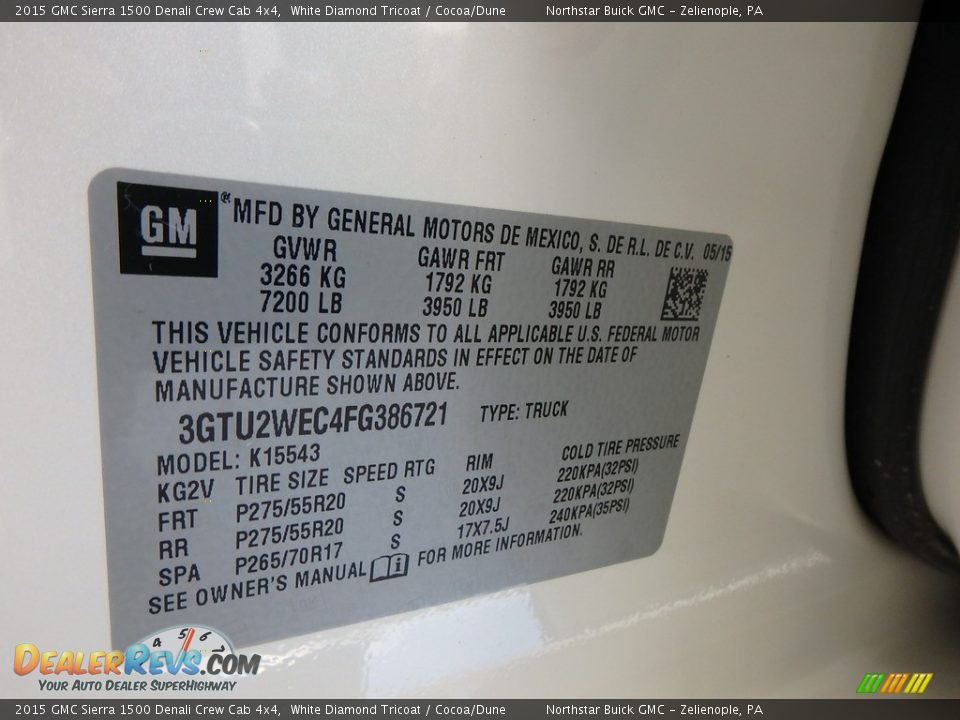 2015 GMC Sierra 1500 Denali Crew Cab 4x4, White Diamond Tricoat / Cocoa/Dune Northstar Buick GMC - Zelienople, PA
GM ® MFD BY GENERAL MOTORS DE MEXICO, S. DE R.L. DE C.V. 05/15
GVWR GAWR FRT GAWR RR
3266 KG 1792 KG 1792 KG
7200 LB 3950 LB 3950 LB
THIS VEHICLE CONFORMS TO ALL APPLICABLE U.S. FEDERAL MOTOR
VEHICLE SAFETY STANDARDS IN EFFECT ON THE DATE OF
MANUFACTURE SHOWN ABOVE.
3GTU2WEC4FG386721 TYPE: TRUCK
MODEL: K15543
KG2V TIRE SIZE SPEED RTG RIM COLD TIRE PRESSURE
FRT P275/55R20 S 20X9J 220KPA(32PSI)
RR P275/55R20 S 20X9J 220KPA(32PSI)
SPA P265/70R17 S 17X7.5J 240KPA(35PSI)
SEE OWNER'S MANUAL FOR MORE INFORMATION.
4 5 6 7
DealerRevs.com
Your Auto Dealer SuperHighway
2015 GMC Sierra 1500 Denali Crew Cab 4x4, White Diamond Tricoat / Cocoa/Dune Northstar Buick GMC - Zelienople, PA